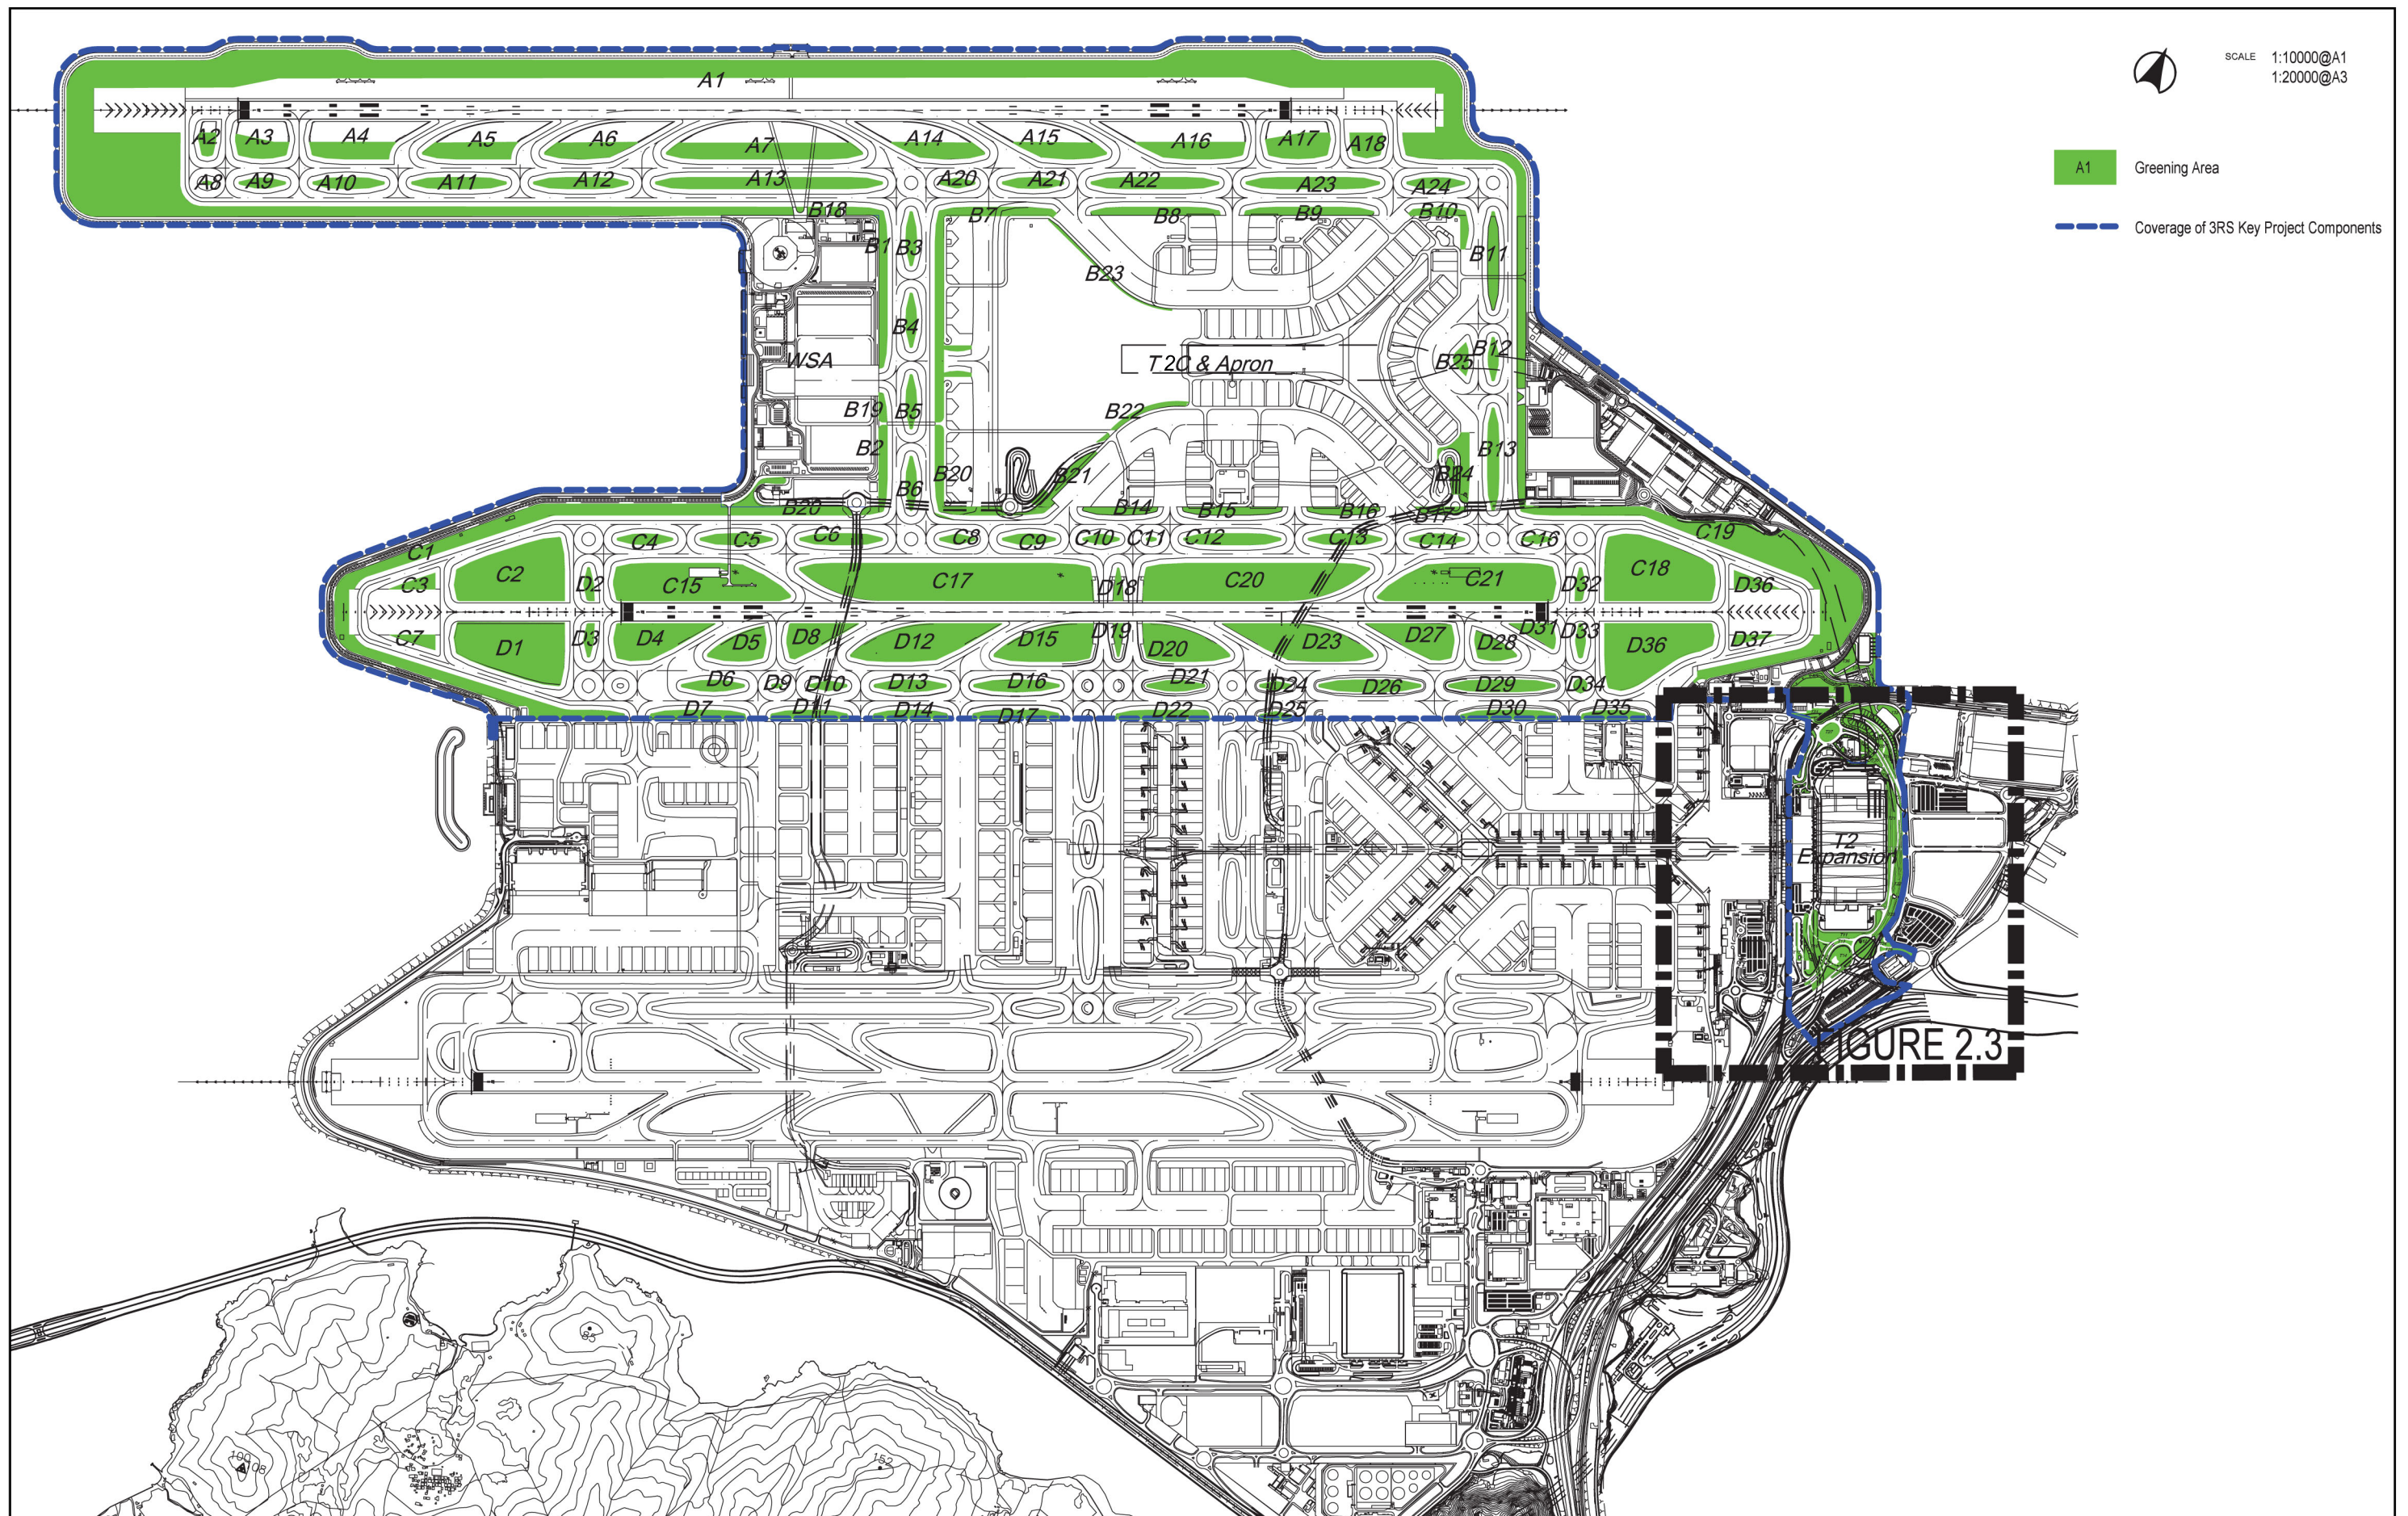 SCALE 1:10000@A1
1:20000@A3
A1 Greening Area
Coverage of 3RS Key Project Components
A1
A2 A3 A4 A5 A6 A7 A14 A15 A16 A17 A18
A8 A9 A10 A11 A12 A13 A20 A21 A22 A23 A24
B18 B7 B8 B9 B10
B1 B3 B23 B11
B4
WSA T2C & Apron B25 B12
B19 B5 B22
B2 B20 B21 B24 B13
B6
B20 B14 B15 B16 B17
C1 C4 C5 C6 C8 C9 C10 C11 C12 C13 C14 C16 C19
C3 C2 D2 C15 C17 D18 C20 C21 D32 C18 D36
C7 D1 D3 D4 D5 D8 D12 D15 D19 D20 D23 D27 D28 D31 D33 D36 D37
D6 D9 D10 D13 D16 D21 D24 D26 D29 D34
D7 D11 D14 D17 D22 D25 D30 D35
T2
Expansion
FIGURE 2.3